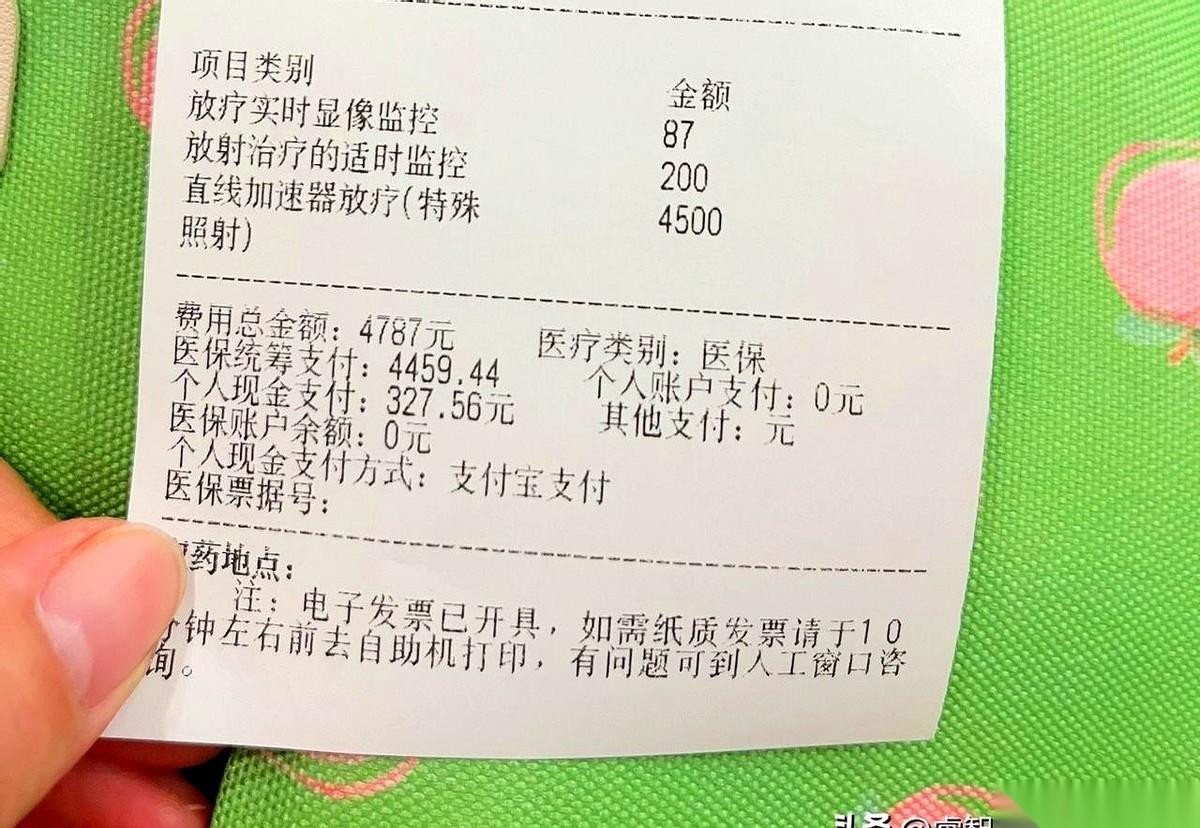 项目类别 金额
放疗实时显像监控 87
放射治疗的适时监控 200
直线加速器放疗(特殊 4500
照射)
费用总金额：4787元 医疗类别：医保
医保统筹支付：4459.44 个人账户支付：0元
个人现金支付：327.56元 其他支付：元
医保账户余额：0元
个人现金支付方式：支付宝支付
医保票据号：
药地点：
注：电子发票已开具，如需纸质发票请于10
分钟左右前去自助机打印，有问题可到人工窗口咨
询。
头条 @睿智